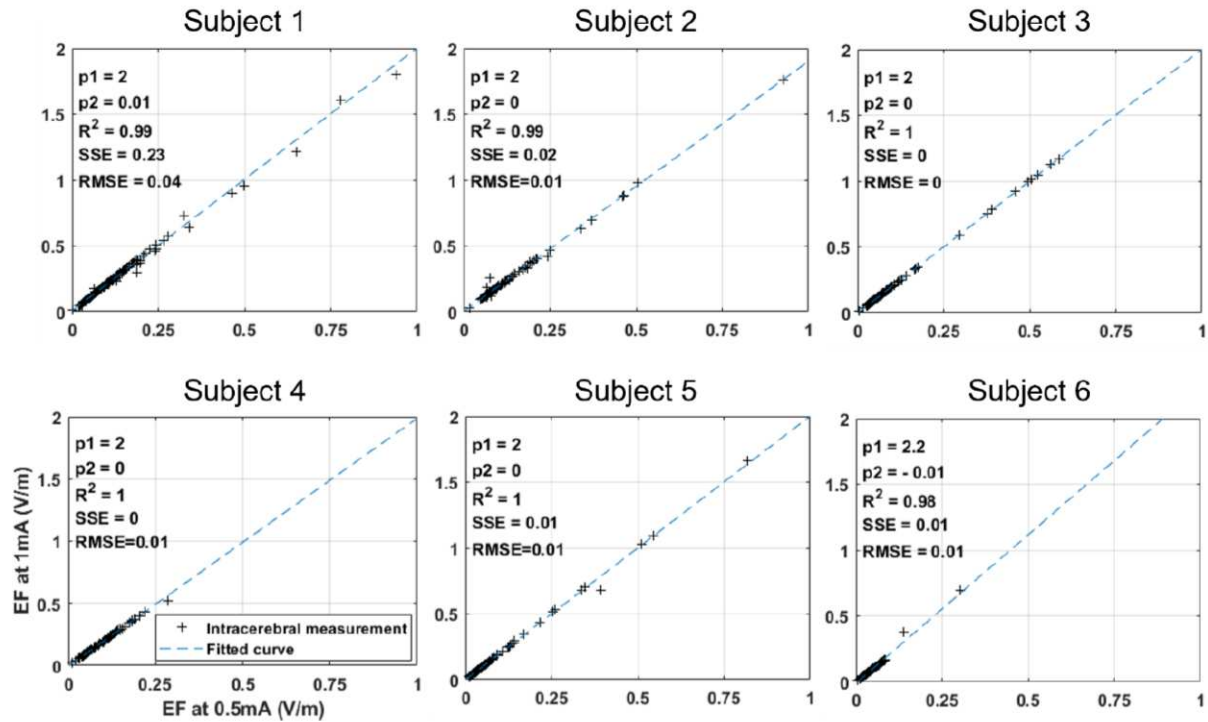 Subject 1
2
1.5
1
0.5
0
p1 = 2
p2 = 0.01
R² = 0.99
SSE = 0.23
RMSE = 0.04
0 0.25 0.5 0.75 1
Subject 2
2
1.5
1
0.5
0
p1 = 2
p2 = 0
R² = 0.99
SSE = 0.02
RMSE=0.01
0 0.25 0.5 0.75 1
Subject 3
2
1.5
1
0.5
0
p1 = 2
p2 = 0
R² = 1
SSE = 0
RMSE = 0
0 0.25 0.5 0.75 1
Subject 4
EF at 1mA (V/m)
2
1.5
1
0.5
0
p1 = 2
p2 = 0
R² = 1
SSE = 0
RMSE=0.01
Intracerebral measurement
Fitted curve
0 0.25 0.5 0.75 1
EF at 0.5mA (V/m)
Subject 5
2
1.5
1
0.5
0
p1 = 2
p2 = 0
R² = 1
SSE = 0.01
RMSE=0.01
0 0.25 0.5 0.75 1
Subject 6
2
1.5
1
0.5
0
p1 = 2.2
p2 = - 0.01
R² = 0.98
SSE = 0.01
RMSE = 0.01
0 0.25 0.5 0.75 1